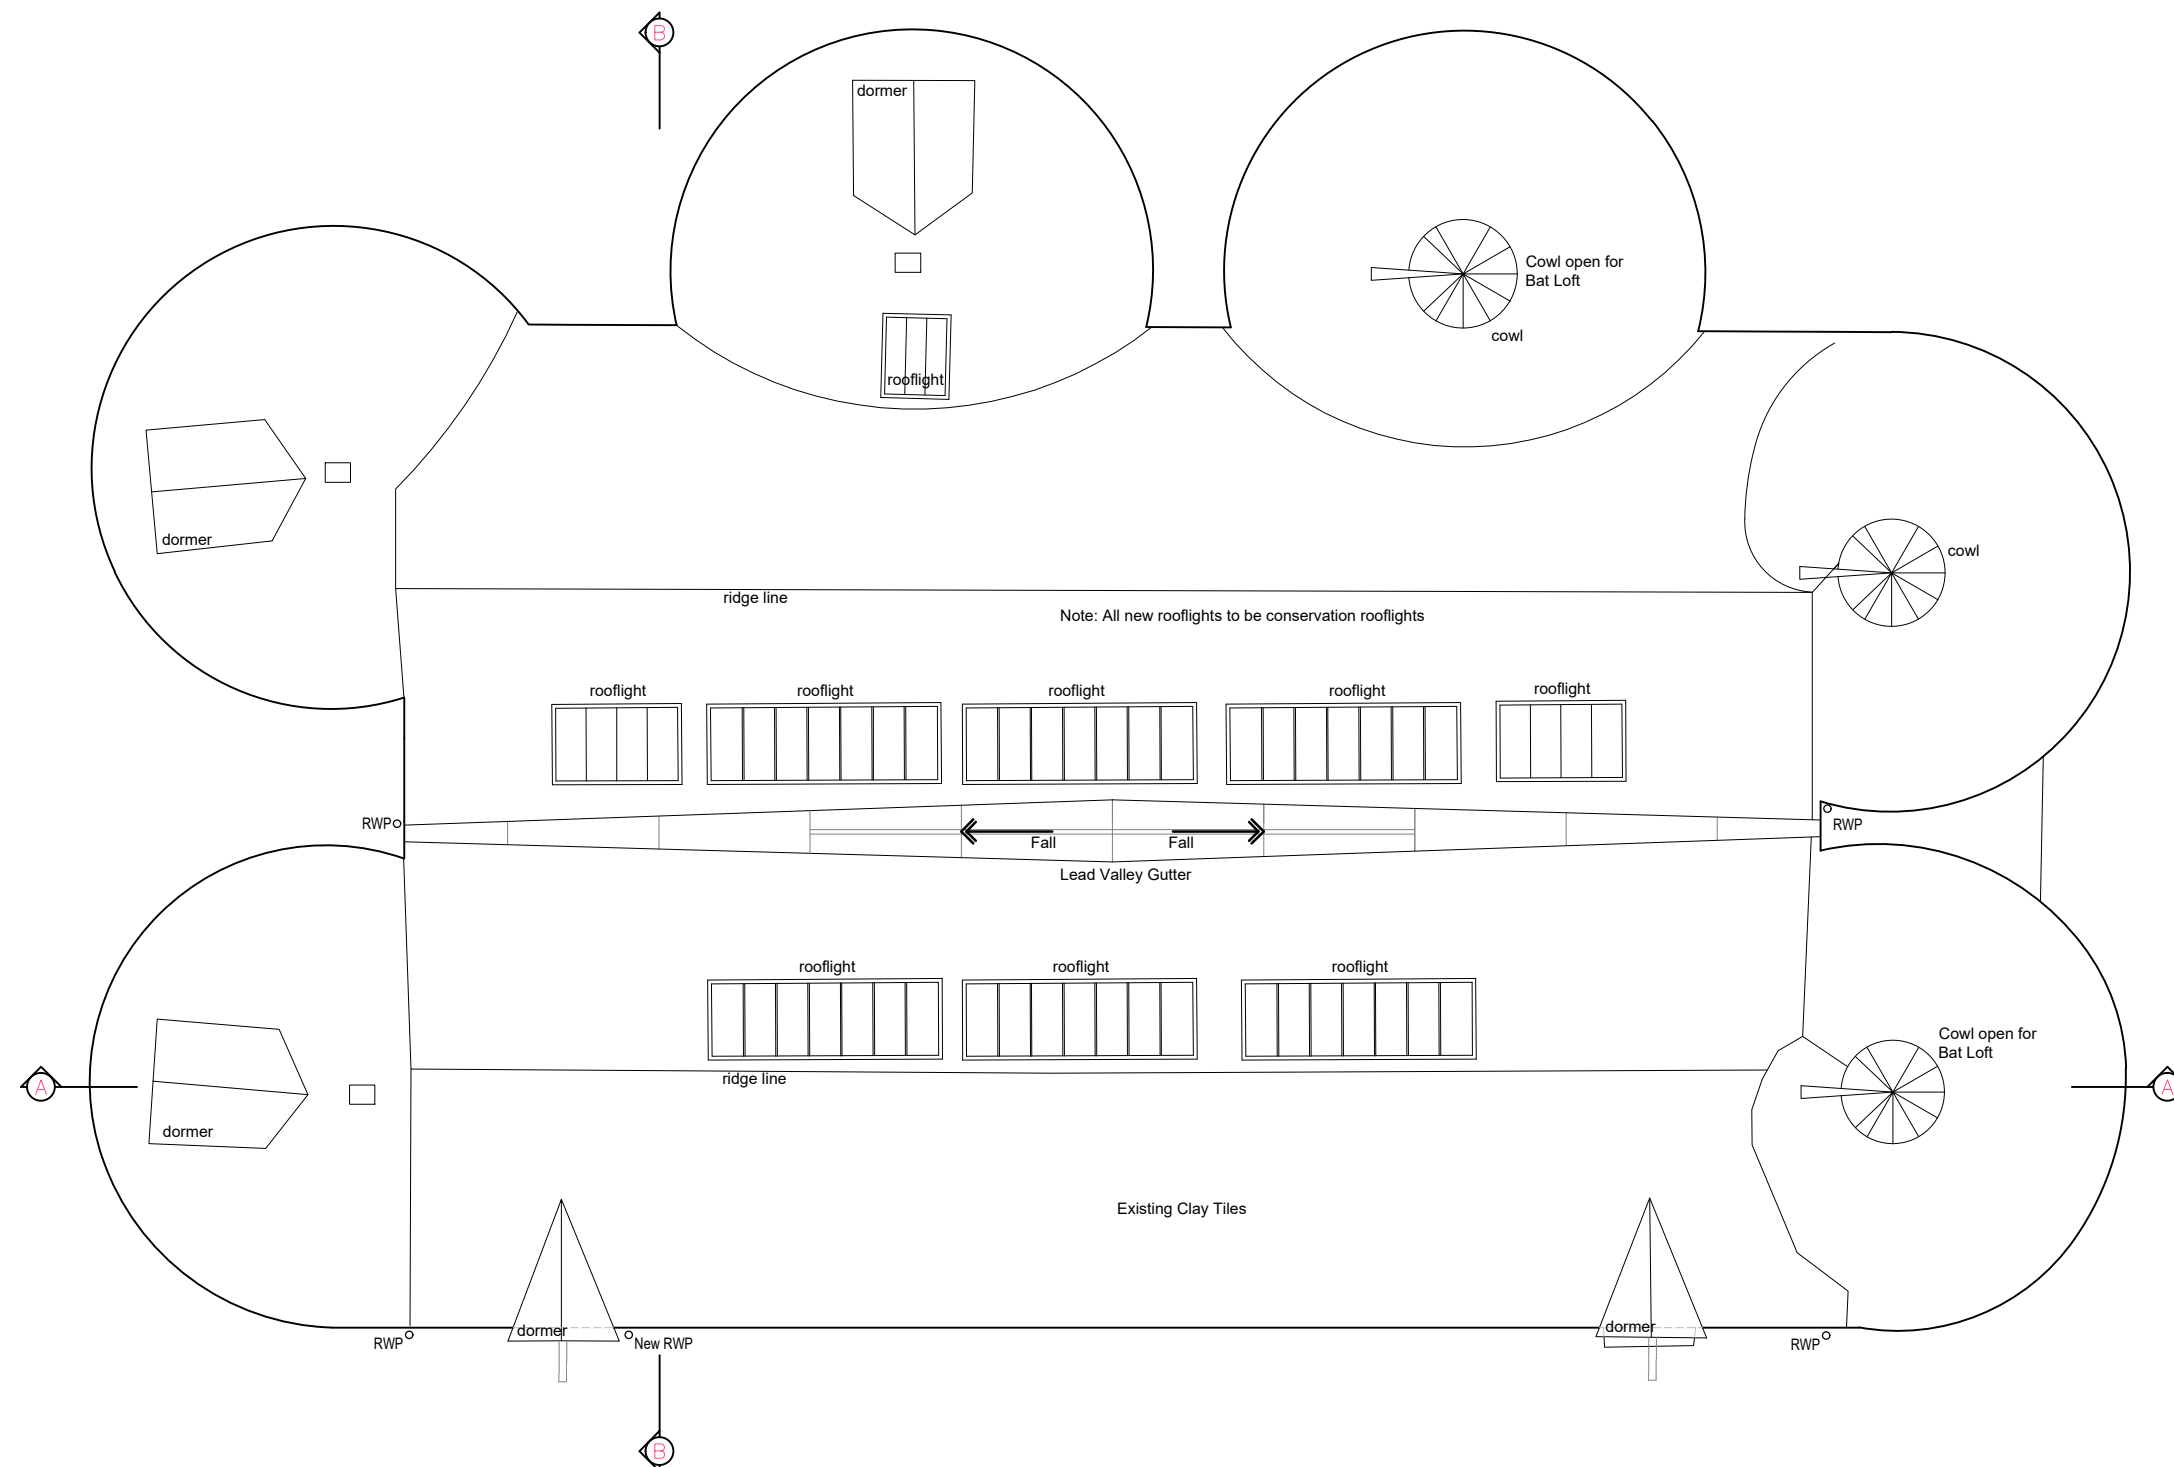 B
dormer
Cowl open for
Bat Loft
cowl
rooflight
dormer
cowl
ridge line
Note: All new rooflights to be conservation rooflights
rooflight
rooflight
rooflight
rooflight
rooflight
RWP
Fall
Fall
RWP
Lead Valley Gutter
rooflight
rooflight
rooflight
Cowl open for
Bat Loft
ridge line
A
A
dormer
Existing Clay Tiles
dormer
dormer
RWP
New RWP
RWP
B